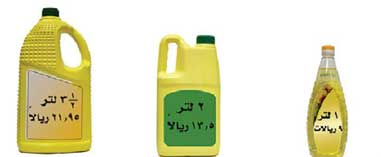 ٣ ١/٢ لتر
٢١,٩٥ ريالاً
٢ لتر
١٣,٥ ريالاً
١ لتر
٩ ريالات